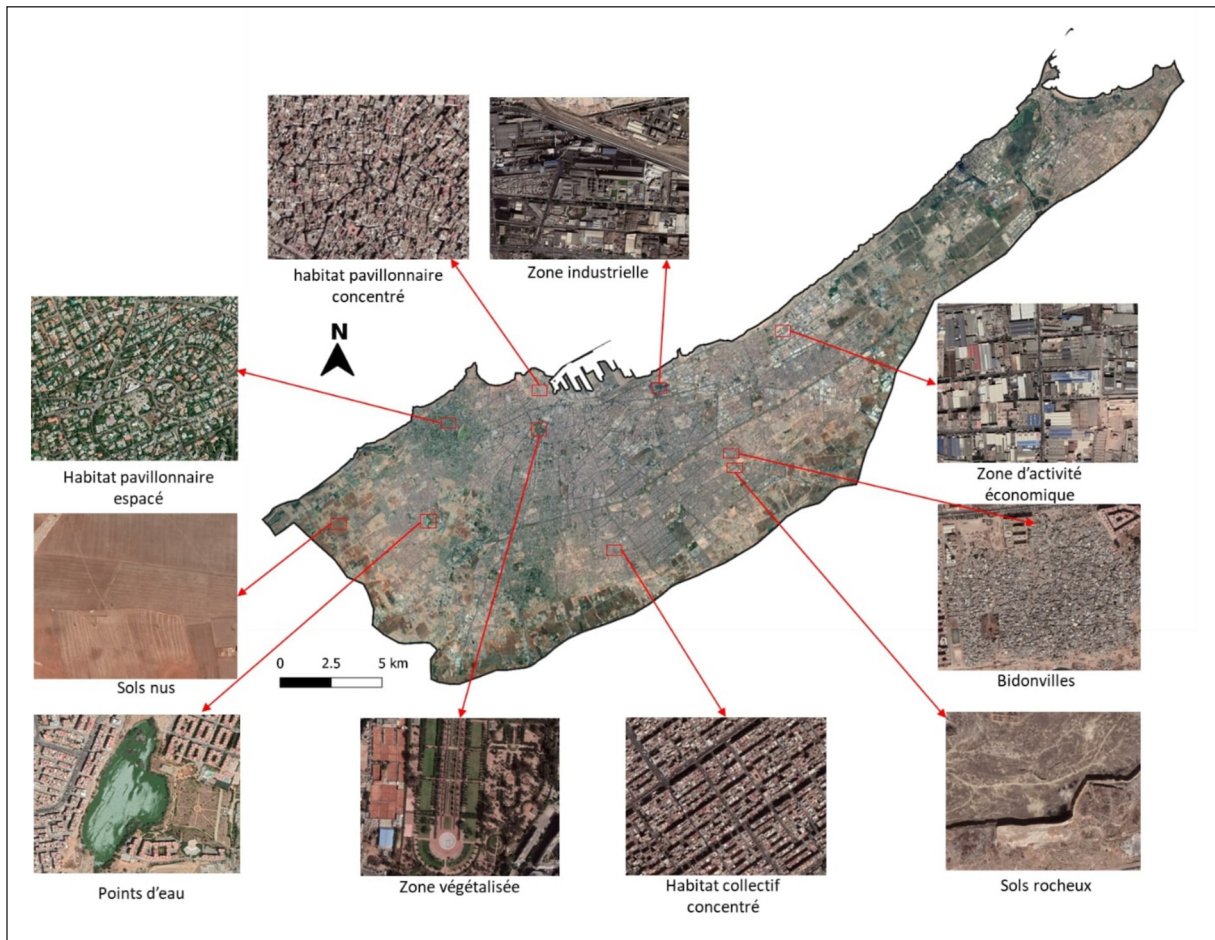 habitat pavillonnaire
concentré
Zone industrielle
N
Habitat pavillonnaire
espacé
Zone d'activité
économique
Sols nus
0 2.5 5 km
Bidonvilles
Points d'eau
Zone végétalisée
Habitat collectif
concentré
Sols rocheux